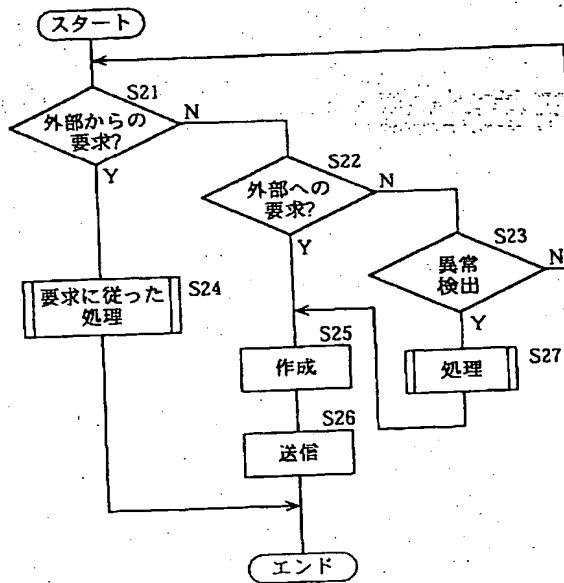 スタート
S21
外部からの
要求?
N
Y
S22
外部への
要求?
N
Y
S23
異常
検出
N
Y
S24
要求に従った
処理
S25
作成
S27
処理
S26
送信
エンド